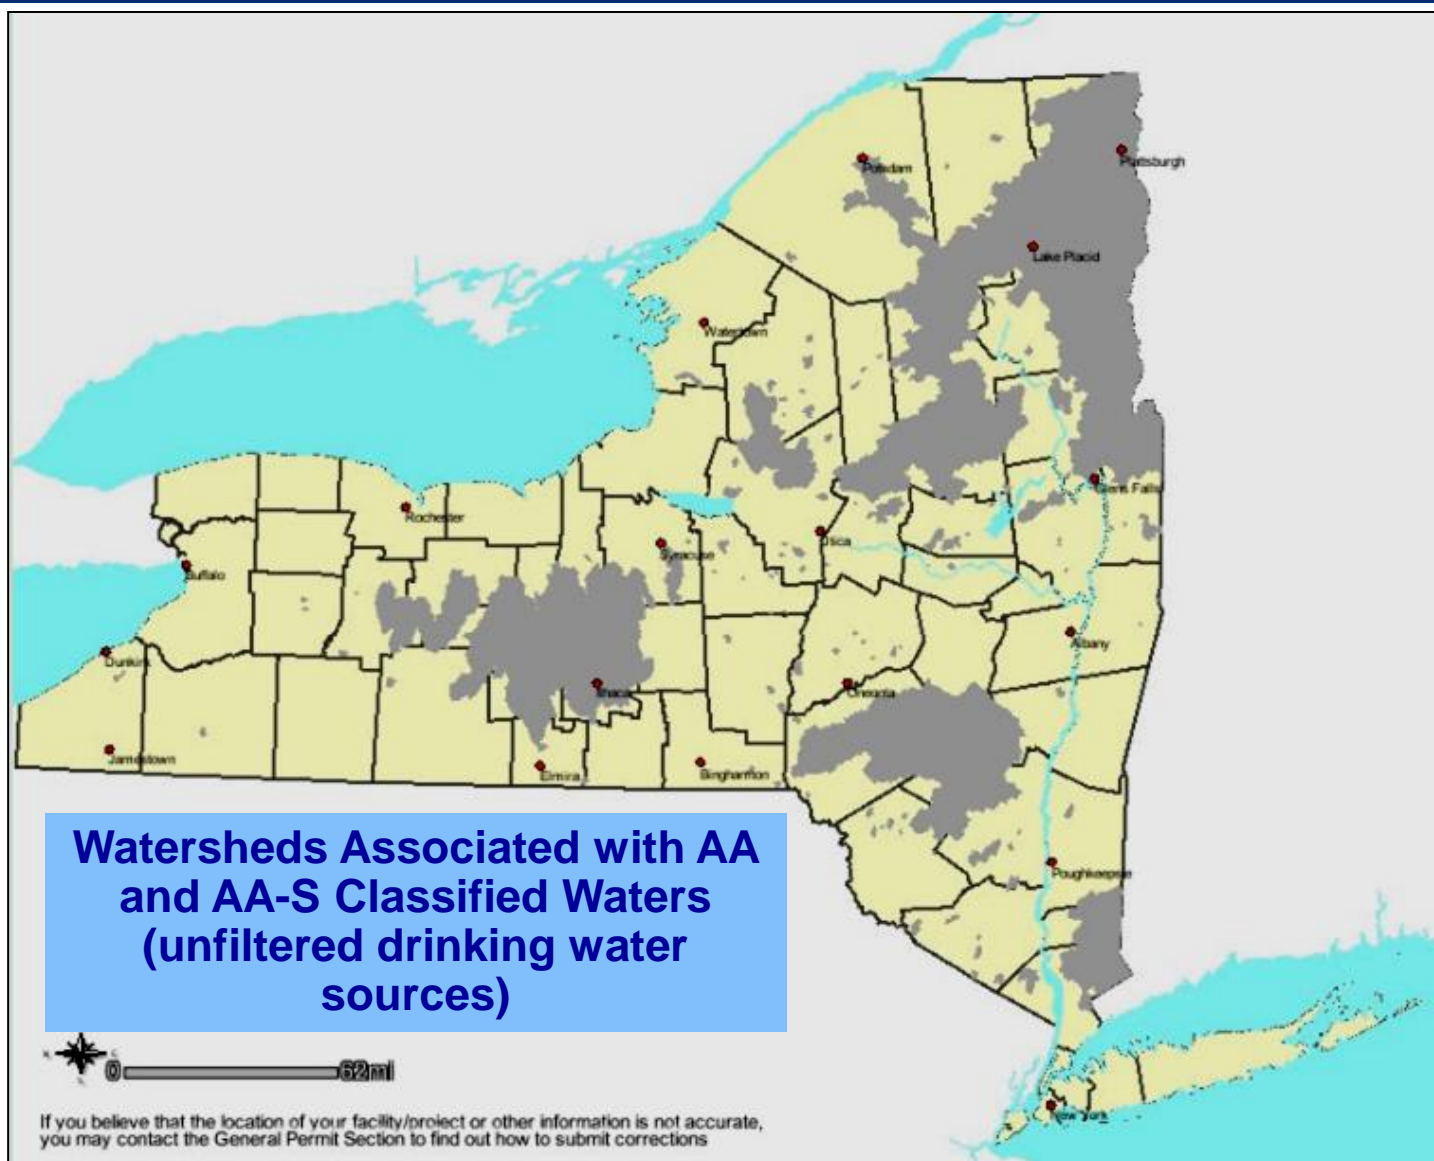 Potsdam
Plattsburgh
Lake Placid
Watertown
Glens Falls
Rochester
Utica
Syracuse
Buffalo
Albany
Dunkirk
Ithaca
Oneonta
Jamestown
Elmira
Binghamton
Watersheds Associated with AA
and AA-S Classified Waters
(unfiltered drinking water
sources)
Poughkeepsie
0 62mi
New York
If you believe that the location of your facility/project or other information is not accurate,
you may contact the General Permit Section to find out how to submit corrections